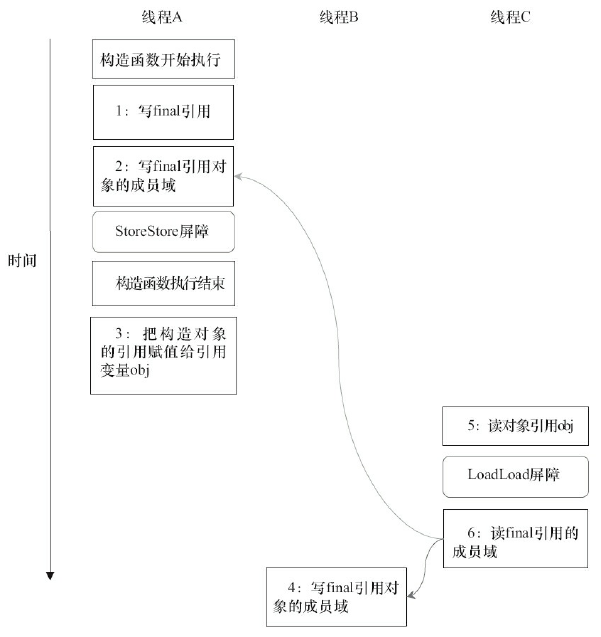 线程A
线程B
线程C
构造函数开始执行
1：写final引用
2：写final引用对
象的成员域
StoreStore屏障
时间
构造函数执行结束
3：把构造对象
的引用赋值给引用
变量obj
5：读对象引用obj
LoadLoad屏障
6：读final引用的
成员域
4：写final引用对
象的成员域